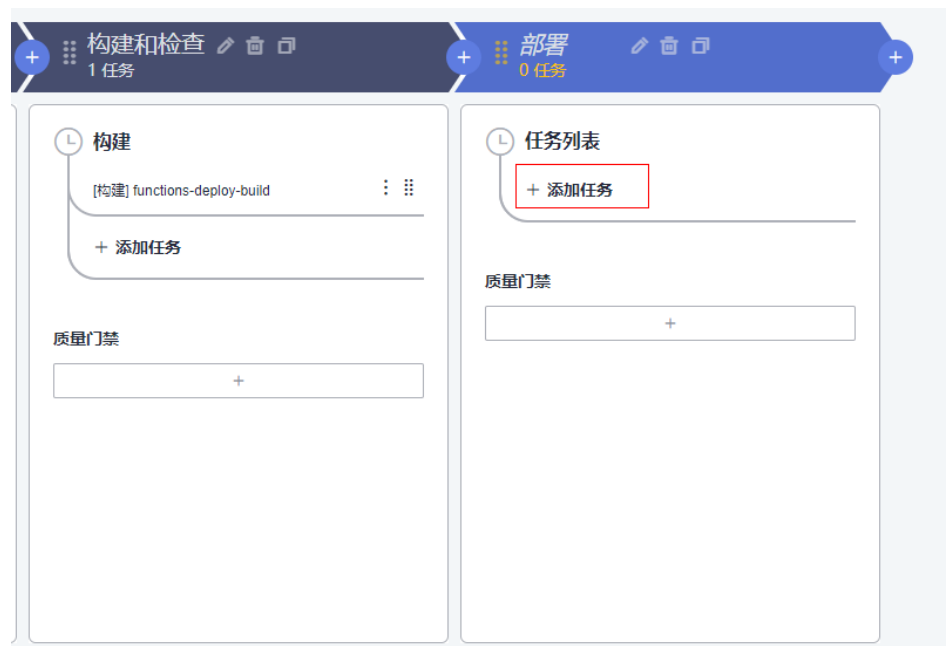 构建和检查
1 任务
部署
0 任务
构建
[构建] functions-deploy-build
+ 添加任务
质量门禁
+
任务列表
+ 添加任务
质量门禁
+